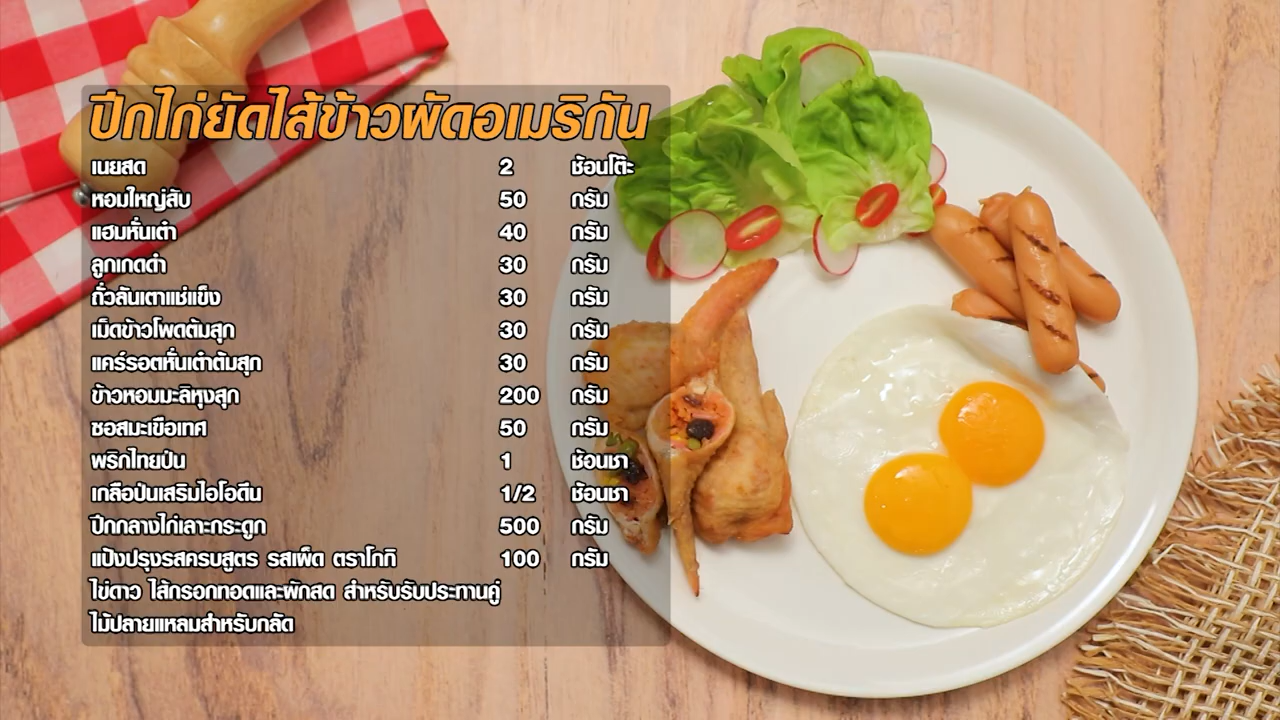 ปีกไก่ยัดไส้ข้าวผัดอเมริกัน
เนยสด 2 ช้อนโต๊ะ
หอมใหญ่สับ 50 กรัม
แฮมหั่นเต๋า 40 กรัม
ลูกเกดดำ 30 กรัม
ถั่วลันเตาแช่แข็ง 30 กรัม
เม็ดข้าวโพดต้มสุก 30 กรัม
แคร์รอตหั่นเต๋าต้มสุก 30 กรัม
ข้าวหอมมะลิหุงสุก 200 กรัม
ซอสมะเขือเทศ 50 กรัม
พริกไทยป่น 1 ช้อนชา
เกลือป่นเสริมไอโอดีน 1/2 ช้อนชา
ปีกกลางไก่เลาะกระดูก 500 กรัม
แป้งปรุงรสครบสูตร รสเผ็ด ตราโกกิ 100 กรัม
ไข่ดาว ไส้กรอกทอดและผักสด สำหรับรับประทานคู่
ไม้ปลายแหลมสำหรับกลัด